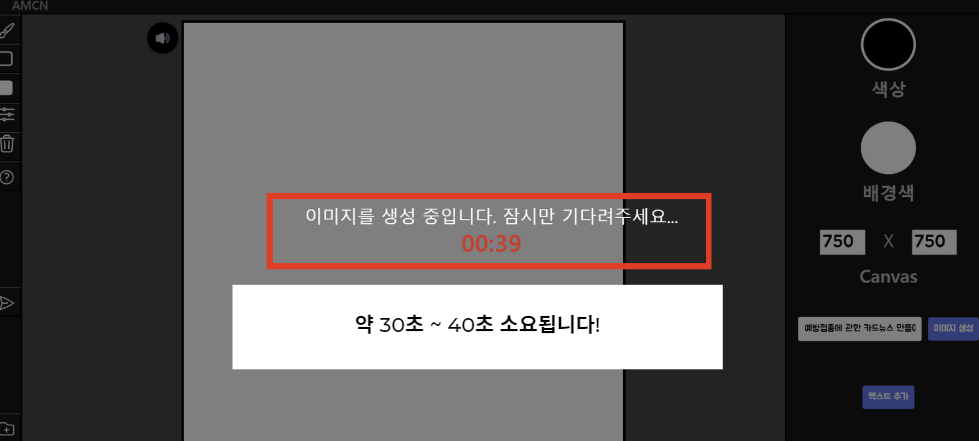 AMCN
색상
배경색
이미지를 생성 중입니다. 잠시만 기다려주세요...
00:39
750 X 750
Canvas
약 30초 ~ 40초 소요됩니다!
예방접종에 관한 카드뉴스 만들
이미지 생성
텍스트 추가